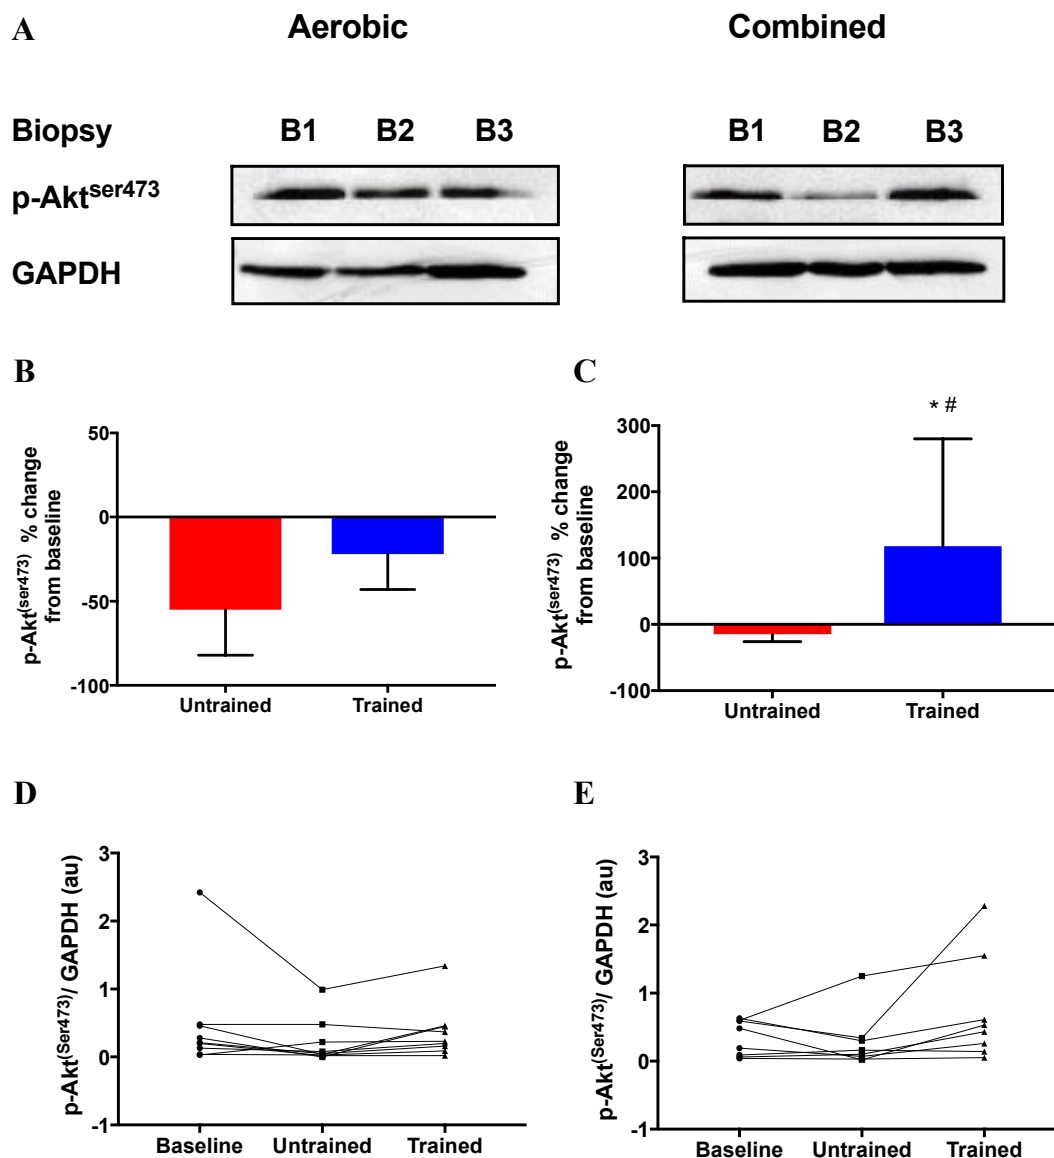 A Aerobic Combined
Biopsy B1 B2 B3 B1 B2 B3
p-Akt^ser473
GAPDH
B
p-Akt^(ser473) % change
from baseline
50
0
-50
-100
Untrained Trained
C
p-Akt^(ser473) % change
from baseline
* #
300
200
100
0
-100
Untrained Trained
D
p-Akt^(Ser473)/ GAPDH (au)
3
2
1
0
-1
Baseline Untrained Trained
E
p-Akt^(Ser473)/ GAPDH (au)
3
2
1
0
-1
Baseline Untrained Trained